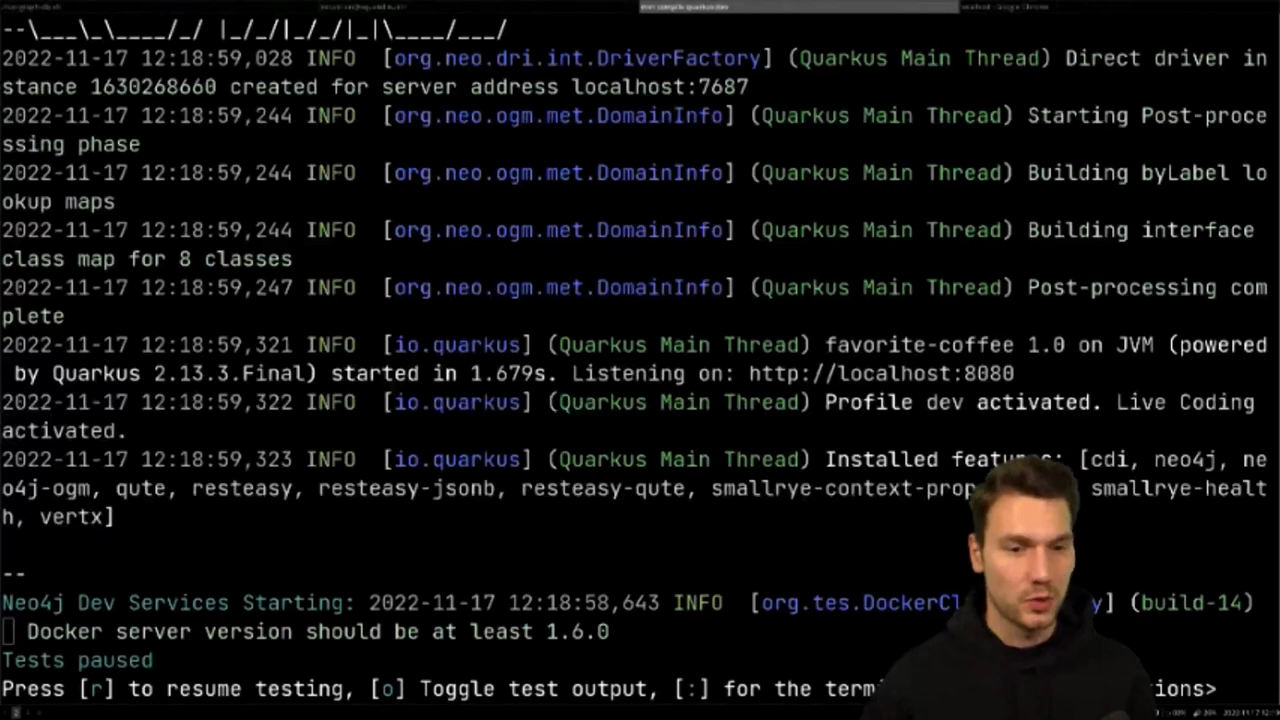 --\___\_\____/_/ |_/_/|_/_/|_|\____/___/
2022-11-17 12:18:59,028 INFO  [org.neo.dri.int.DriverFactory] (Quarkus Main Thread) Direct driver in
stance 1630268660 created for server address localhost:7687
2022-11-17 12:18:59,244 INFO  [org.neo.ogm.met.DomainInfo] (Quarkus Main Thread) Starting Post-proce
ssing phase
2022-11-17 12:18:59,244 INFO  [org.neo.ogm.met.DomainInfo] (Quarkus Main Thread) Building byLabel lo
okup maps
2022-11-17 12:18:59,244 INFO  [org.neo.ogm.met.DomainInfo] (Quarkus Main Thread) Building interface
class map for 8 classes
2022-11-17 12:18:59,247 INFO  [org.neo.ogm.met.DomainInfo] (Quarkus Main Thread) Post-processing com
plete
2022-11-17 12:18:59,321 INFO  [io.quarkus] (Quarkus Main Thread) favorite-coffee 1.0 on JVM (powered
 by Quarkus 2.13.3.Final) started in 1.679s. Listening on: http://localhost:8080
2022-11-17 12:18:59,322 INFO  [io.quarkus] (Quarkus Main Thread) Profile dev activated. Live Coding
activated.
2022-11-17 12:18:59,323 INFO  [io.quarkus] (Quarkus Main Thread) Installed features: [cdi, neo4j, ne
o4j-ogm, qute, resteasy, resteasy-jsonb, resteasy-qute, smallrye-context-prop smallrye-healt
h, vertx]
--
Neo4j Dev Services Starting: 2022-11-17 12:18:58,643 INFO  [org.tes.DockerCl y] (build-14)
Docker server version should be at least 1.6.0
Tests paused
Press [r] to resume testing, [o] Toggle test output, [:] for the termi ions>